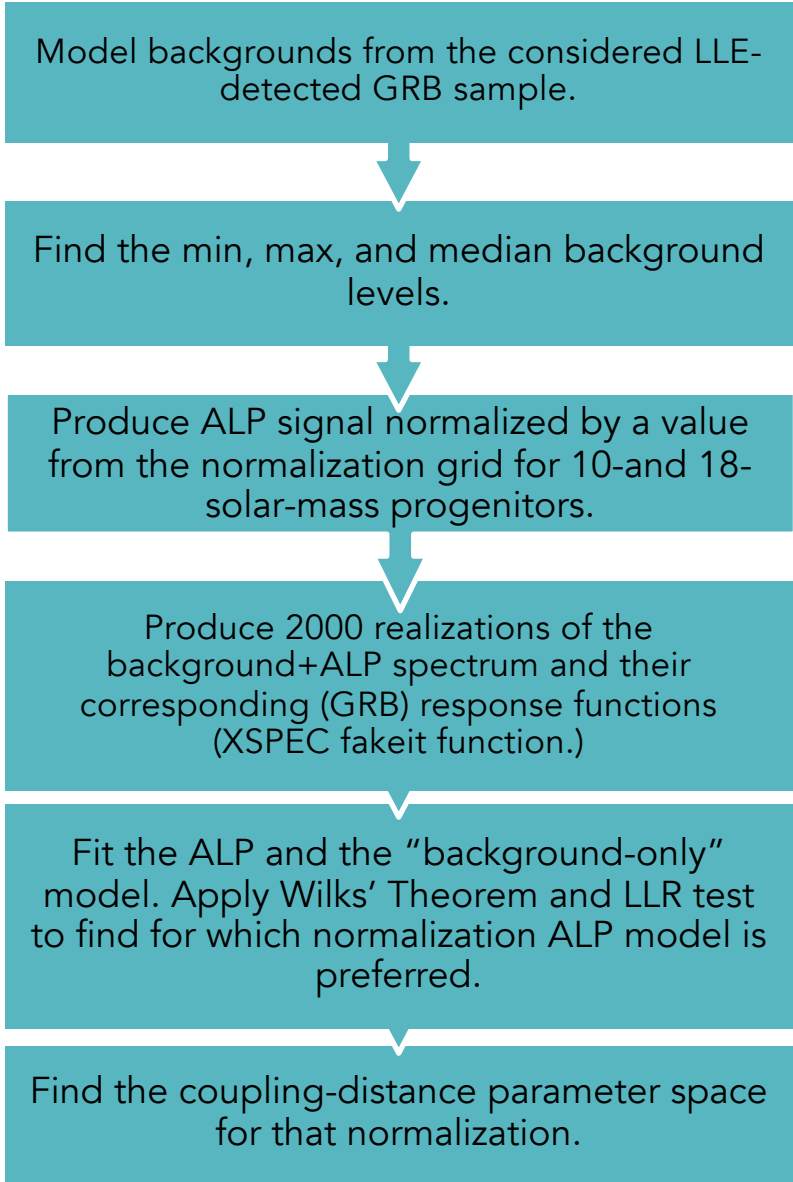 Model backgrounds from the considered LLE-
detected GRB sample.
Find the min, max, and median background
levels.
Produce ALP signal normalized by a value
from the normalization grid for 10-and 18-
solar-mass progenitors.
Produce 2000 realizations of the
background+ALP spectrum and their
corresponding (GRB) response functions
(XSPEC fakeit function.)
Fit the ALP and the “background-only”
model. Apply Wilks’ Theorem and LLR test
to find for which normalization ALP model is
preferred.
Find the coupling-distance parameter space
for that normalization.